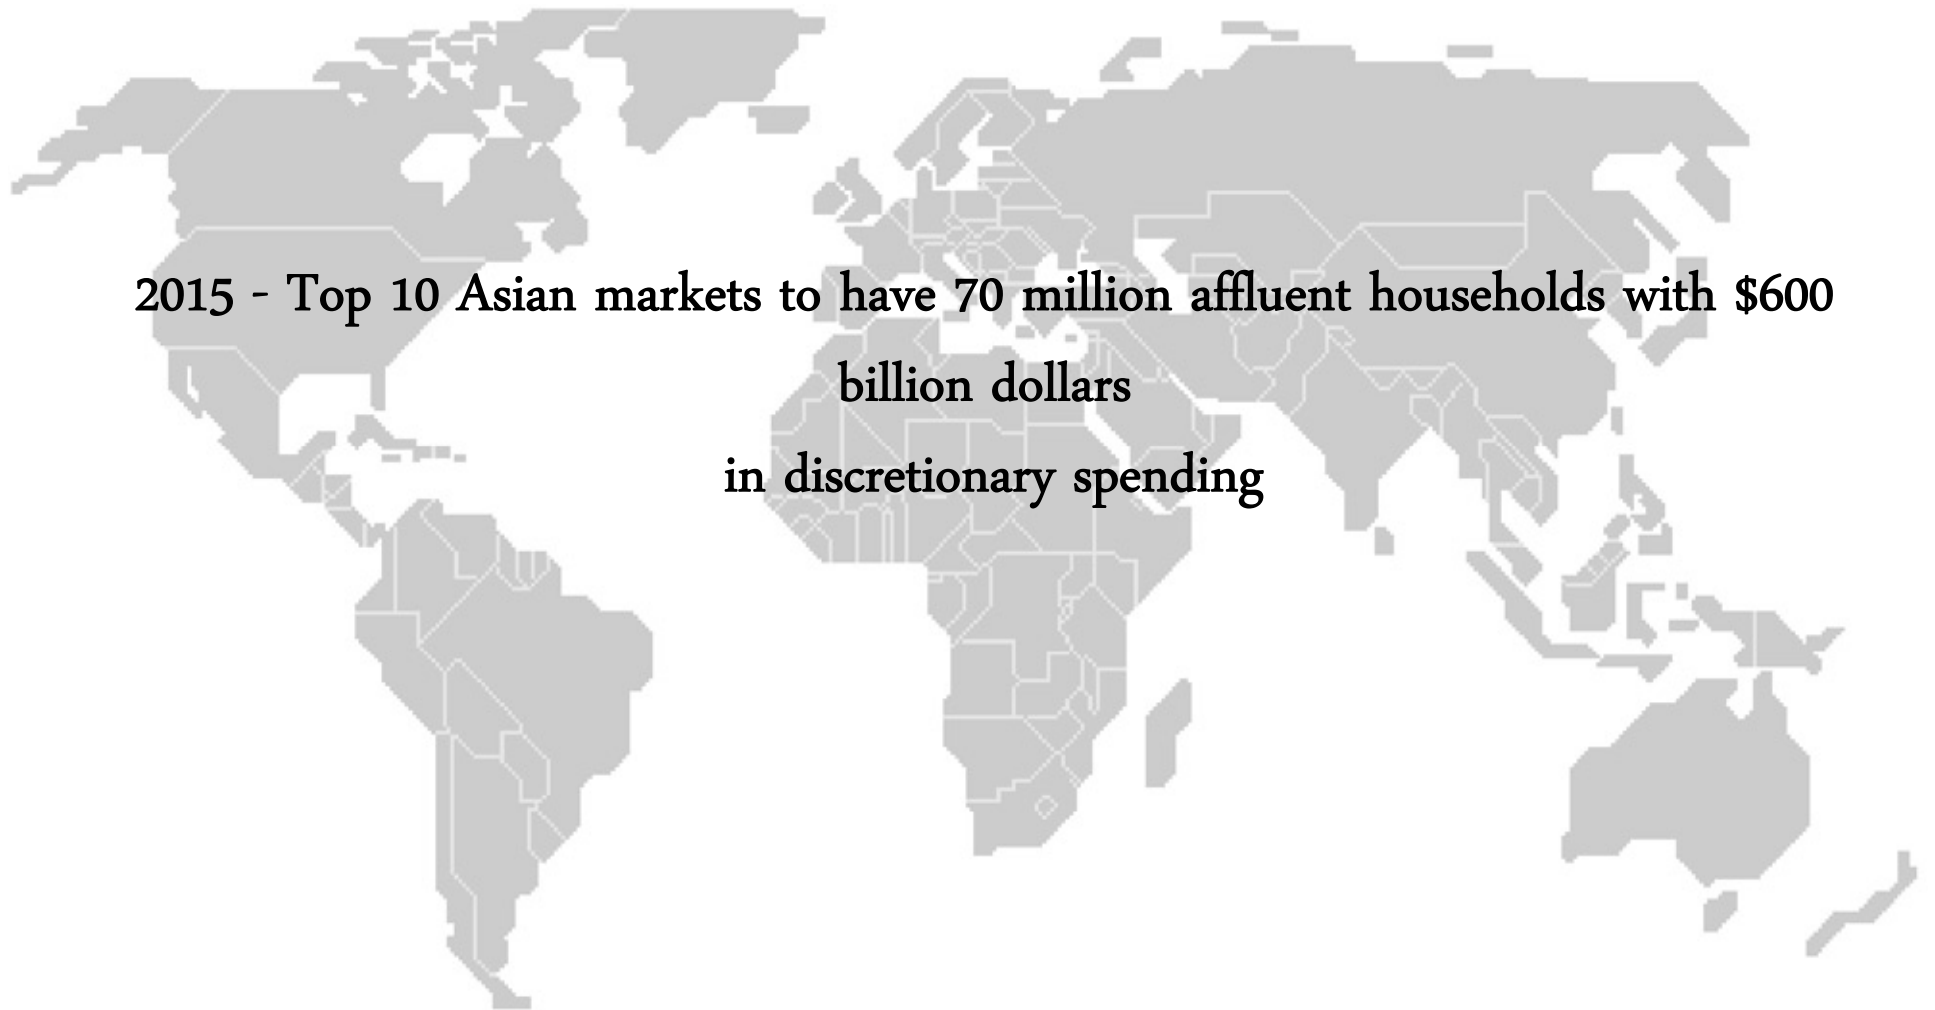 2015 - Top 10 Asian markets to have 70 million affluent households with $600
billion dollars
in discretionary spending